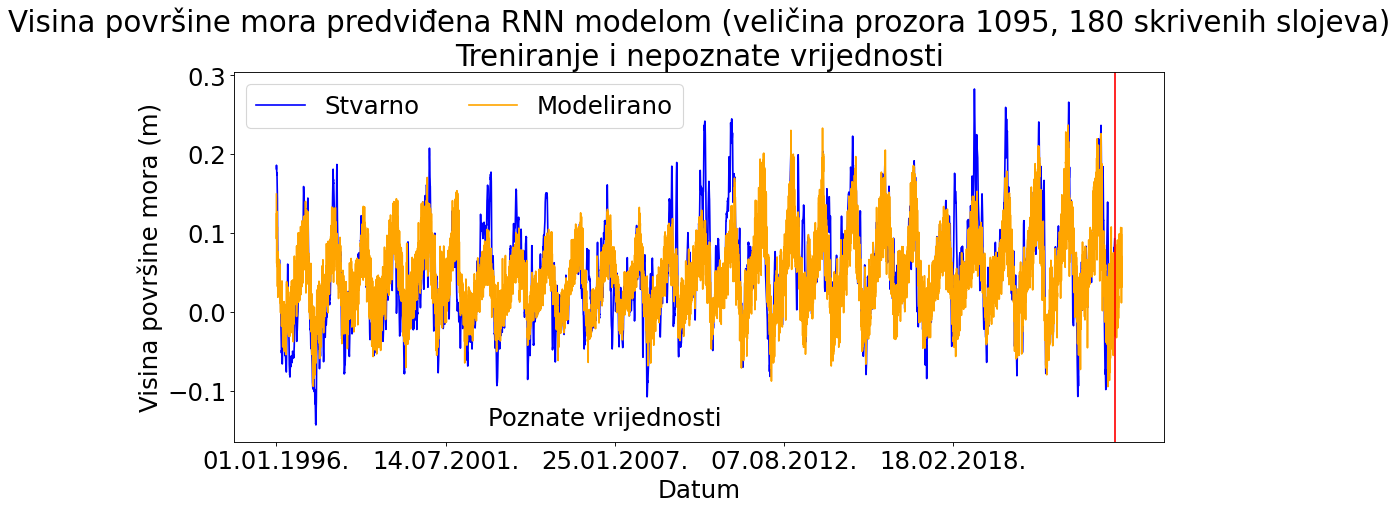 Visina površine mora predviđena RNN modelom (veličina prozora 1095, 180 skrivenih slojeva)
Treniranje i nepoznate vrijednosti
Stvarno
Modelirano
Visina površine mora (m)
0.3
0.2
0.1
0.0
−0.1
Poznate vrijednosti
01.01.1996.
14.07.2001.
25.01.2007.
07.08.2012.
18.02.2018.
Datum